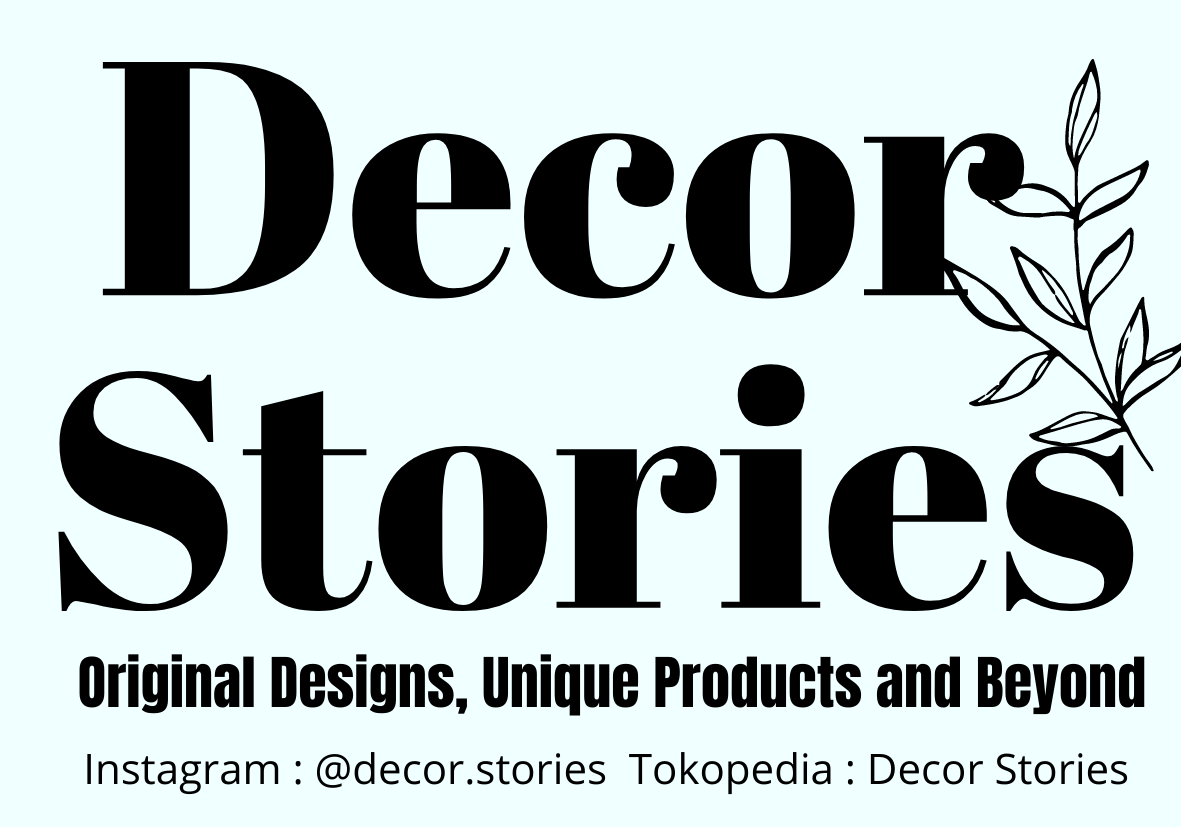 Decor
Stories
Original Designs, Unique Products and Beyond
Instagram : @decor.stories  Tokopedia : Decor Stories